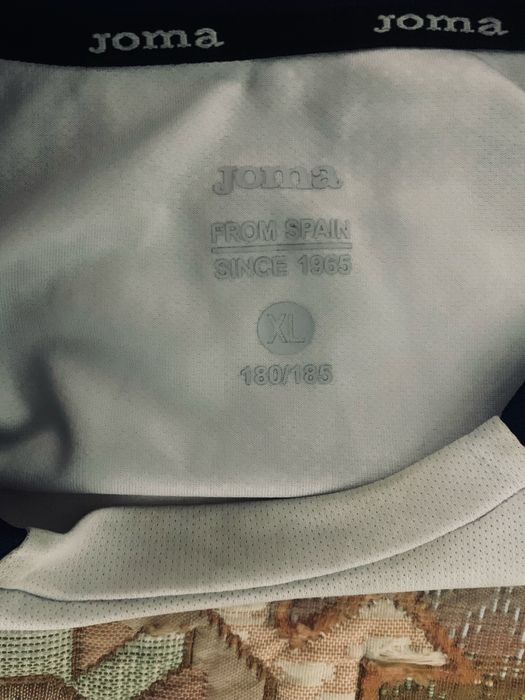 Joma Joma
Joma
FROM SPAIN
SINCE 1965
XL
180/185